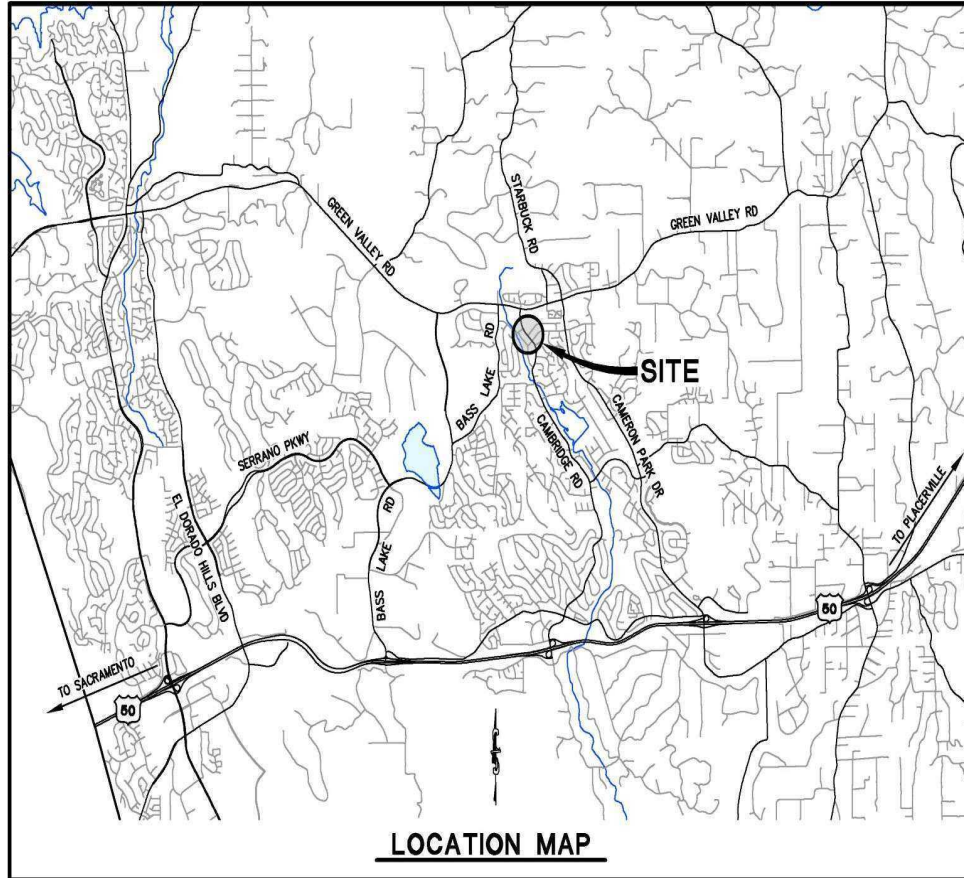 STARBUCK RD
GREEN VALLEY RD
GREEN VALLEY RD
BASS LAKE RD
SITE
CAMERON PARK DR
CAMBRIDGE RD
SERRANO PKWY
EL DORADO HILLS BLVD
BASS LAKE RD
TO PLACERVILLE
50
TO SACRAMENTO
50
LOCATION MAP